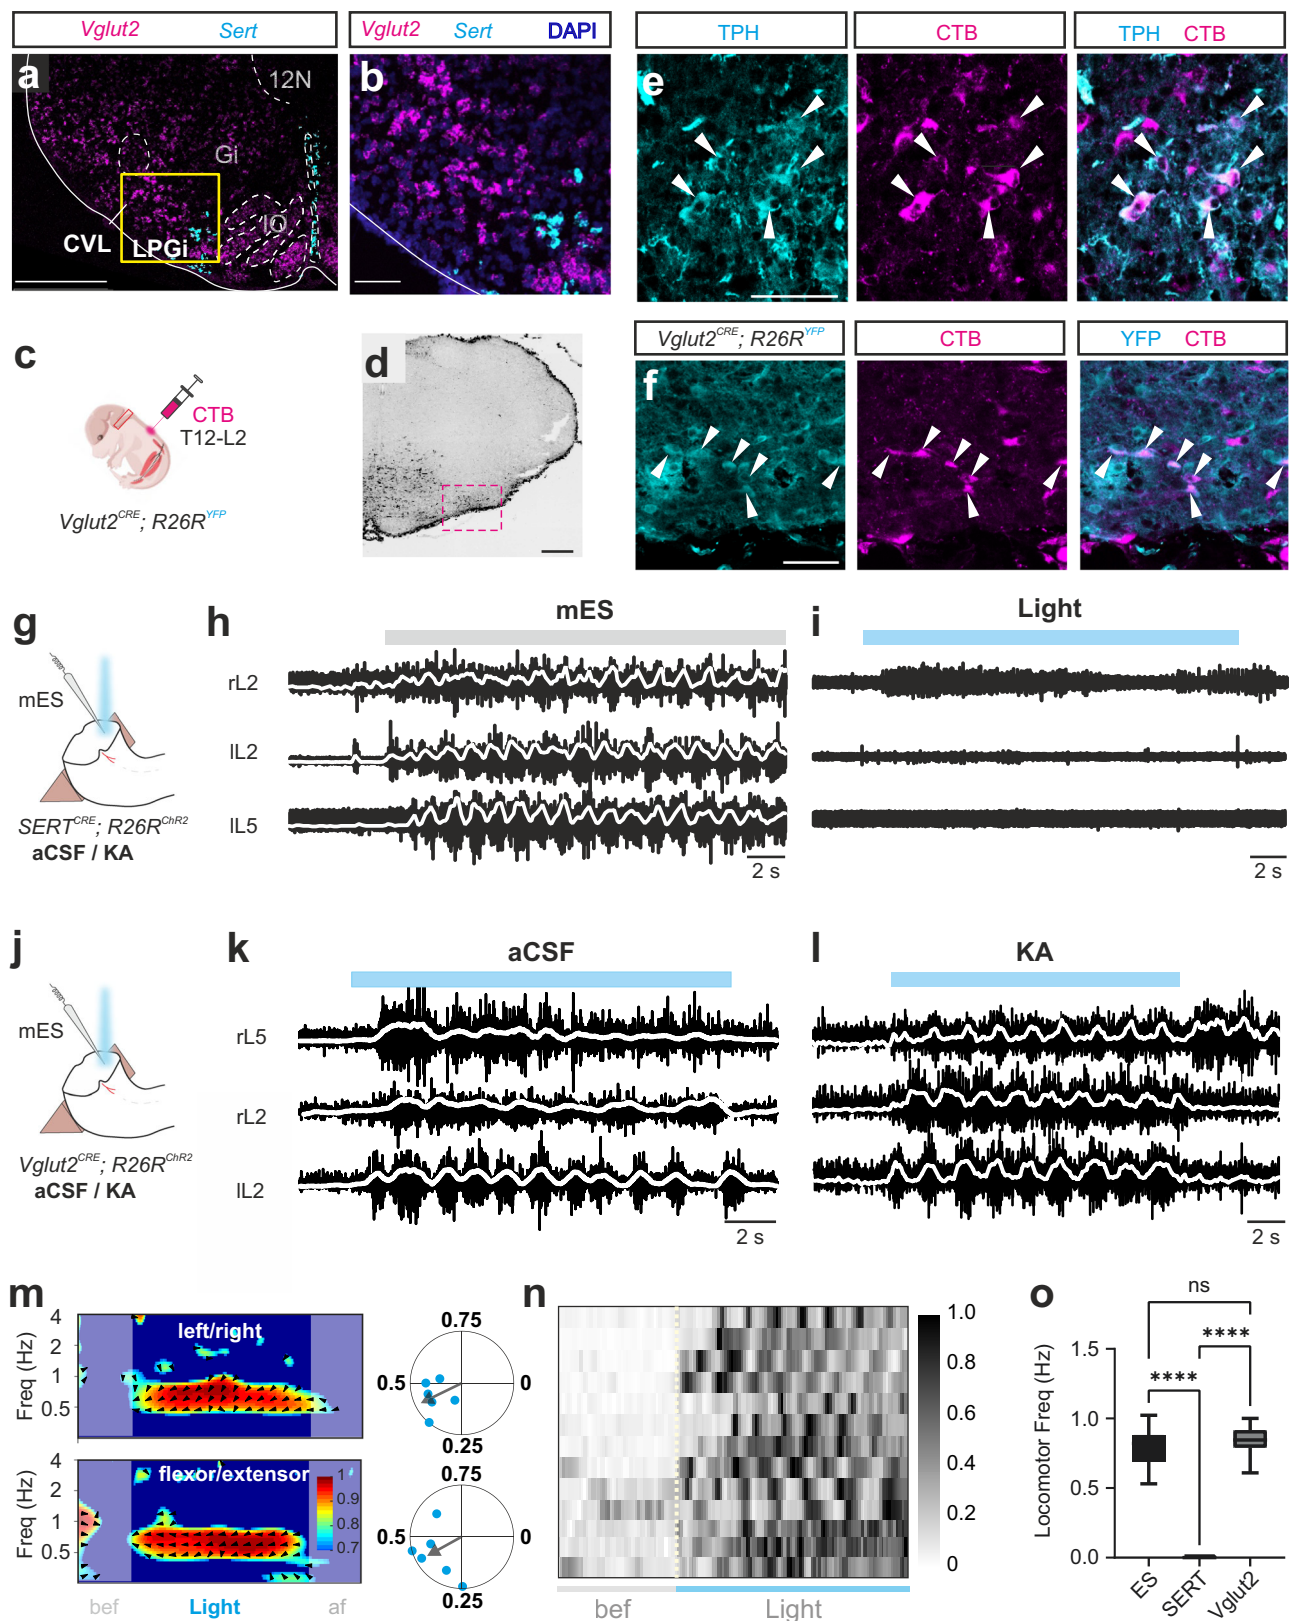 Vglut2 Sert
Vglut2 Sert DAPI
TPH
CTB
TPH CTB
a
12N
Gi
IO
CVL
LPGi
b
e
c
CTB
T12-L2
Vglut2CRE; R26RYFP
d
Vglut2CRE; R26RYFP
CTB
YFP CTB
f
g
mES
SERTCRE; R26RChR2
aCSF / KA
h
mES
rL2
lL2
lL5
2 s
i
Light
2 s
j
mES
Vglut2CRE; R26RChR2
aCSF / KA
k
aCSF
rL5
rL2
lL2
2 s
l
KA
2 s
m
Freq (Hz)
4
2
1
0.5
left/right
0.75
0.5
0
0.25
Freq (Hz)
4
2
1
0.5
flexor/extensor
1
0.9
0.8
0.7
bef
Light
af
0.75
0.5
0
0.25
n
1.0
0.8
0.6
0.4
0.2
0
bef
Light
o
ns
****
****
Locomotor Freq (Hz)
1.5
1.0
0.5
0.0
ES
SERT
Vglut2